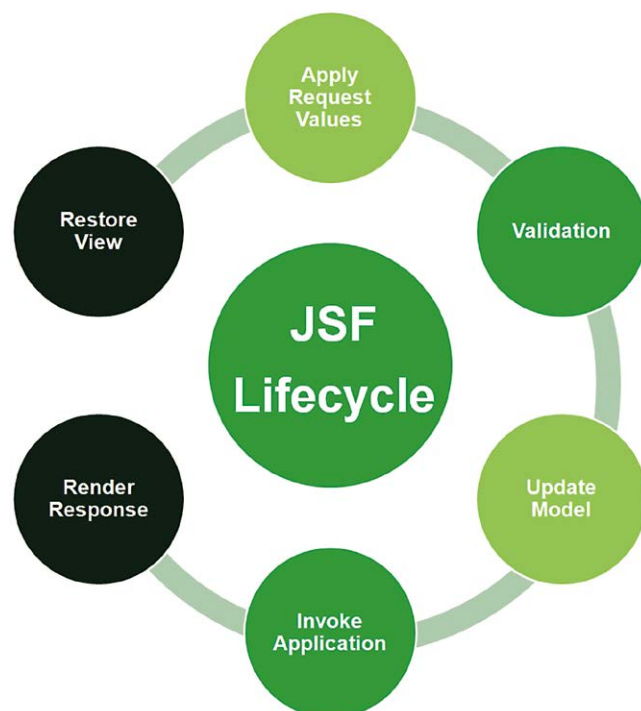 Apply
Request
Values
Restore
View
Validation
JSF
Lifecycle
Render
Response
Update
Model
Invoke
Application